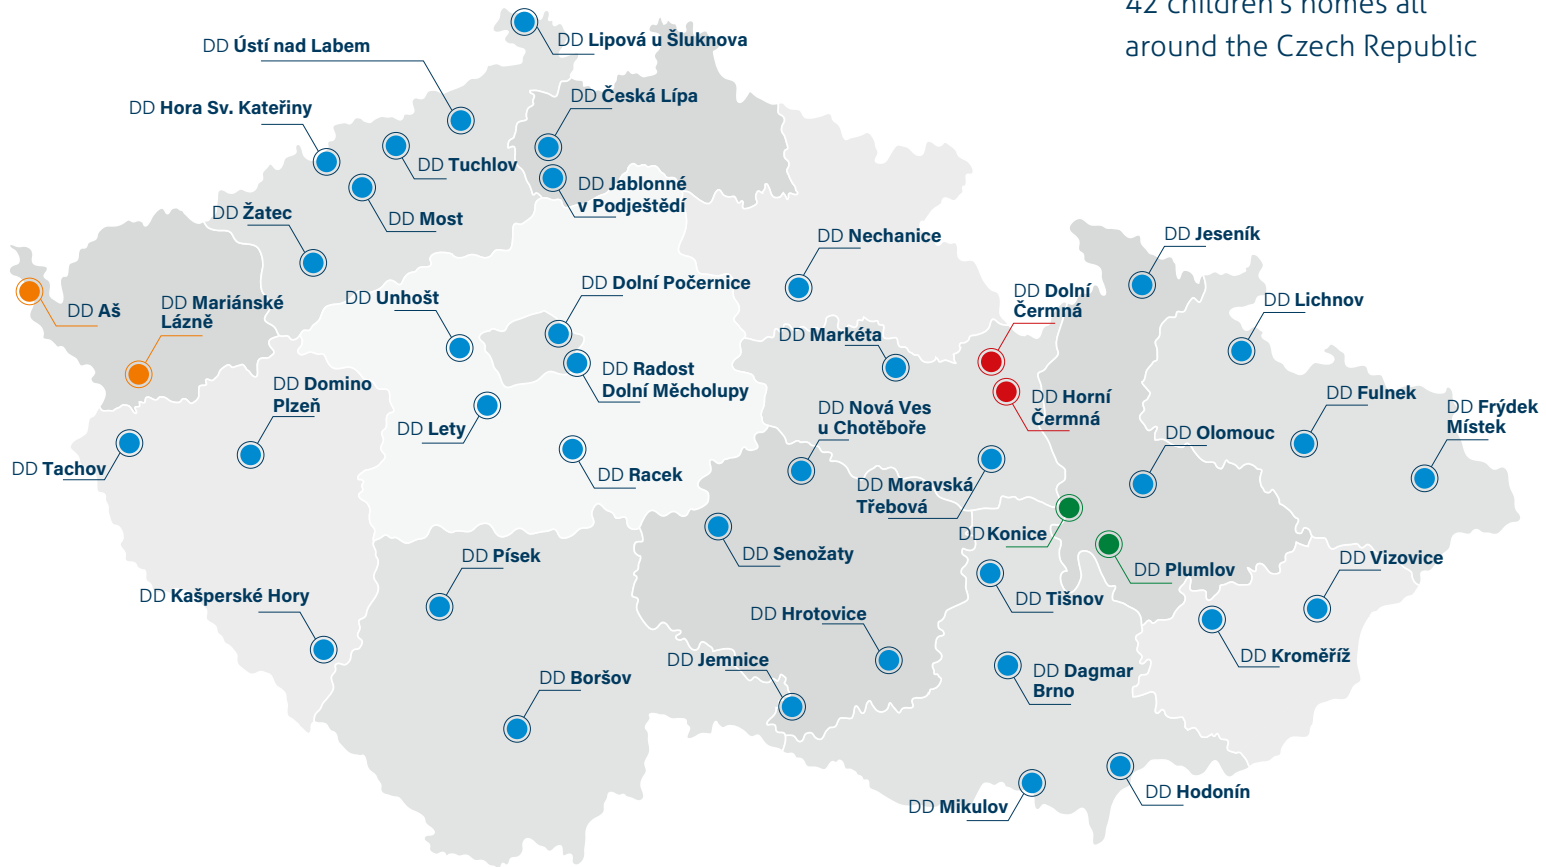 42 children's homes all
around the Czech Republic
DD Lipová u Šluknova
DD Ústí nad Labem
DD Česká Lípa
DD Hora Sv. Kateřiny
DD Tuchlov
DD Jablonné
v Podještědí
DD Most
DD Žatec
DD Nechanice
DD Jeseník
DD Dolní Počernice
DD Unhošt
DD Mariánské
Lázně
DD Aš
DD Dolní
Čermná
DD Lichnov
DD Markéta
DD Radost
Dolní Měcholupy
DD Domino
Plzeň
DD Horní
Čermná
DD Fulnek
DD Frýdek
Místek
DD Nová Ves
u Chotěboře
DD Lety
DD Olomouc
DD Tachov
DD Racek
DD Moravská
Třebová
DD Konice
DD Senožaty
DD Písek
DD Plumlov
DD Vizovice
DD Kašperské Hory
DD Tišnov
DD Hrotovice
DD Kroměříž
DD Jemnice
DD Dagmar
Brno
DD Boršov
DD Hodonín
DD Mikulov